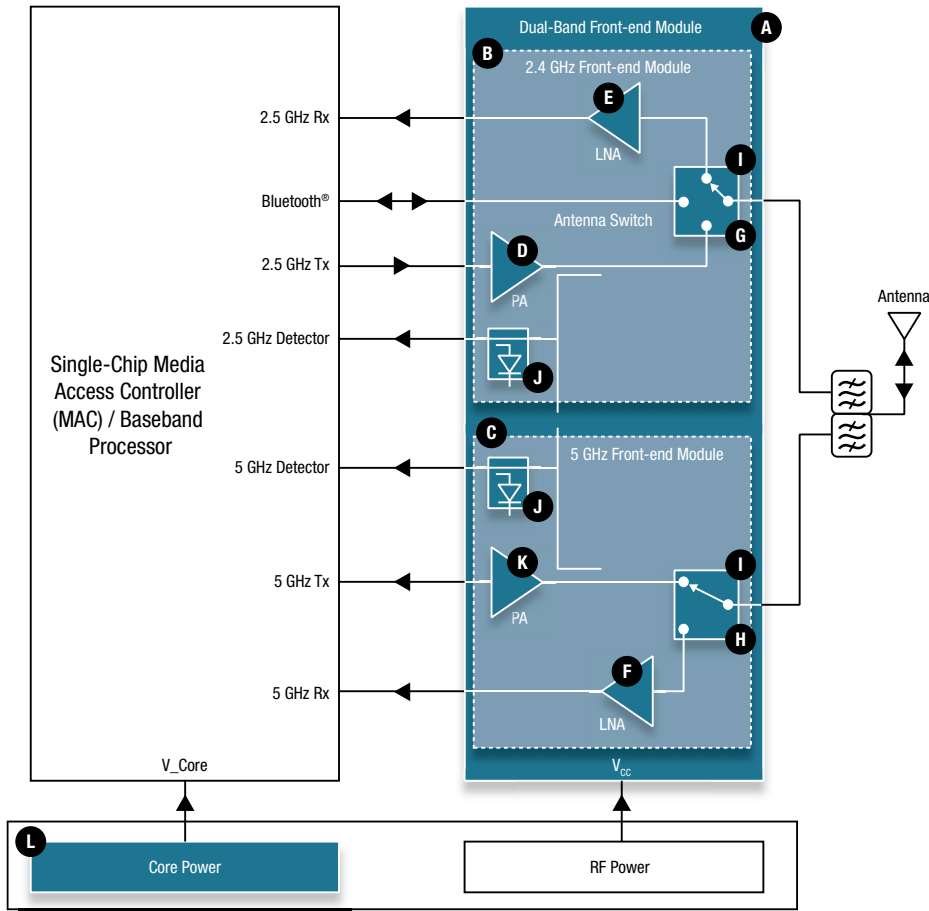 Dual-Band Front-end Module
A
B
2.4 GHz Front-end Module
E
2.5 GHz Rx
LNA
I
Bluetooth®
Antenna Switch
G
D
2.5 GHz Tx
PA
Antenna
2.5 GHz Detector
J
Single-Chip Media
Access Controller
(MAC) / Baseband
Processor
C
5 GHz Front-end Module
5 GHz Detector
J
K
I
5 GHz Tx
PA
H
F
5 GHz Rx
LNA
V_Core
Vcc
L
Core Power
RF Power